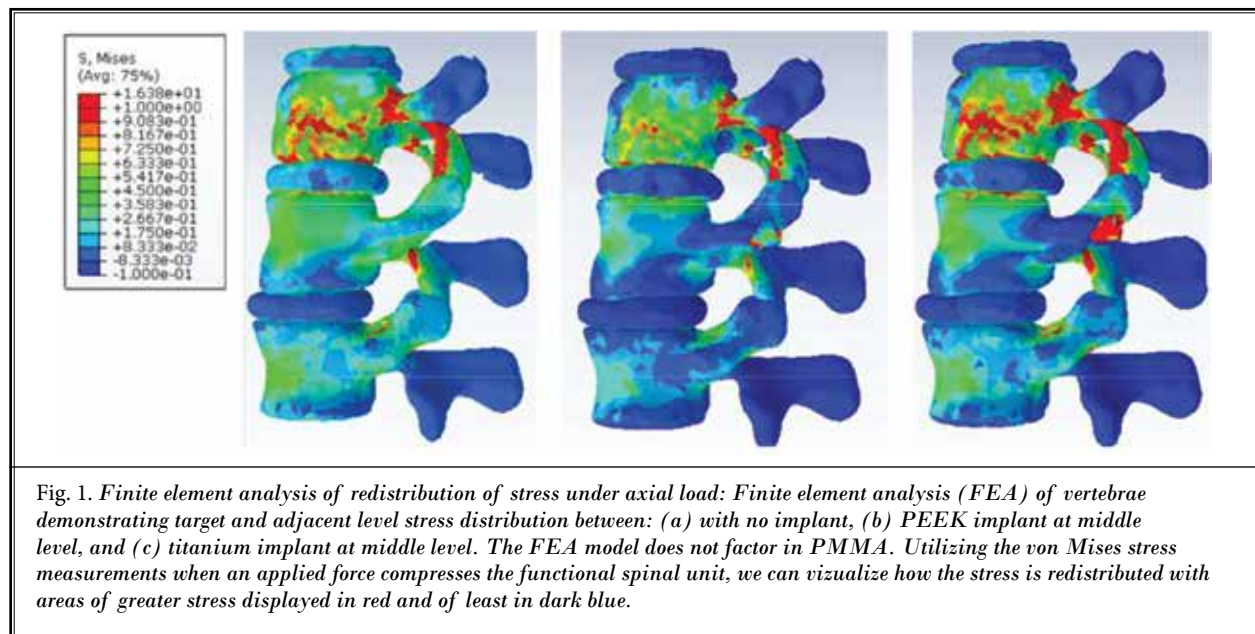 S, Mises
(Avg: 75%)
+1.638e+01
+1.000e+00
+9.083e-01
+8.167e-01
+7.250e-01
+6.333e-01
+5.417e-01
+4.500e-01
+3.583e-01
+2.667e-01
+1.750e-01
+8.333e-02
-8.333e-03
-1.000e-01
Fig. 1. Finite element analysis of redistribution of stress under axial load: Finite element analysis (FEA) of vertebrae
demonstrating target and adjacent level stress distribution between: (a) with no implant, (b) PEEK implant at middle
level, and (c) titanium implant at middle level. The FEA model does not factor in PMMA. Utilizing the von Mises stress
measurements when an applied force compresses the functional spinal unit, we can vizualize how the stress is redistributed with
areas of greater stress displayed in red and of least in dark blue.